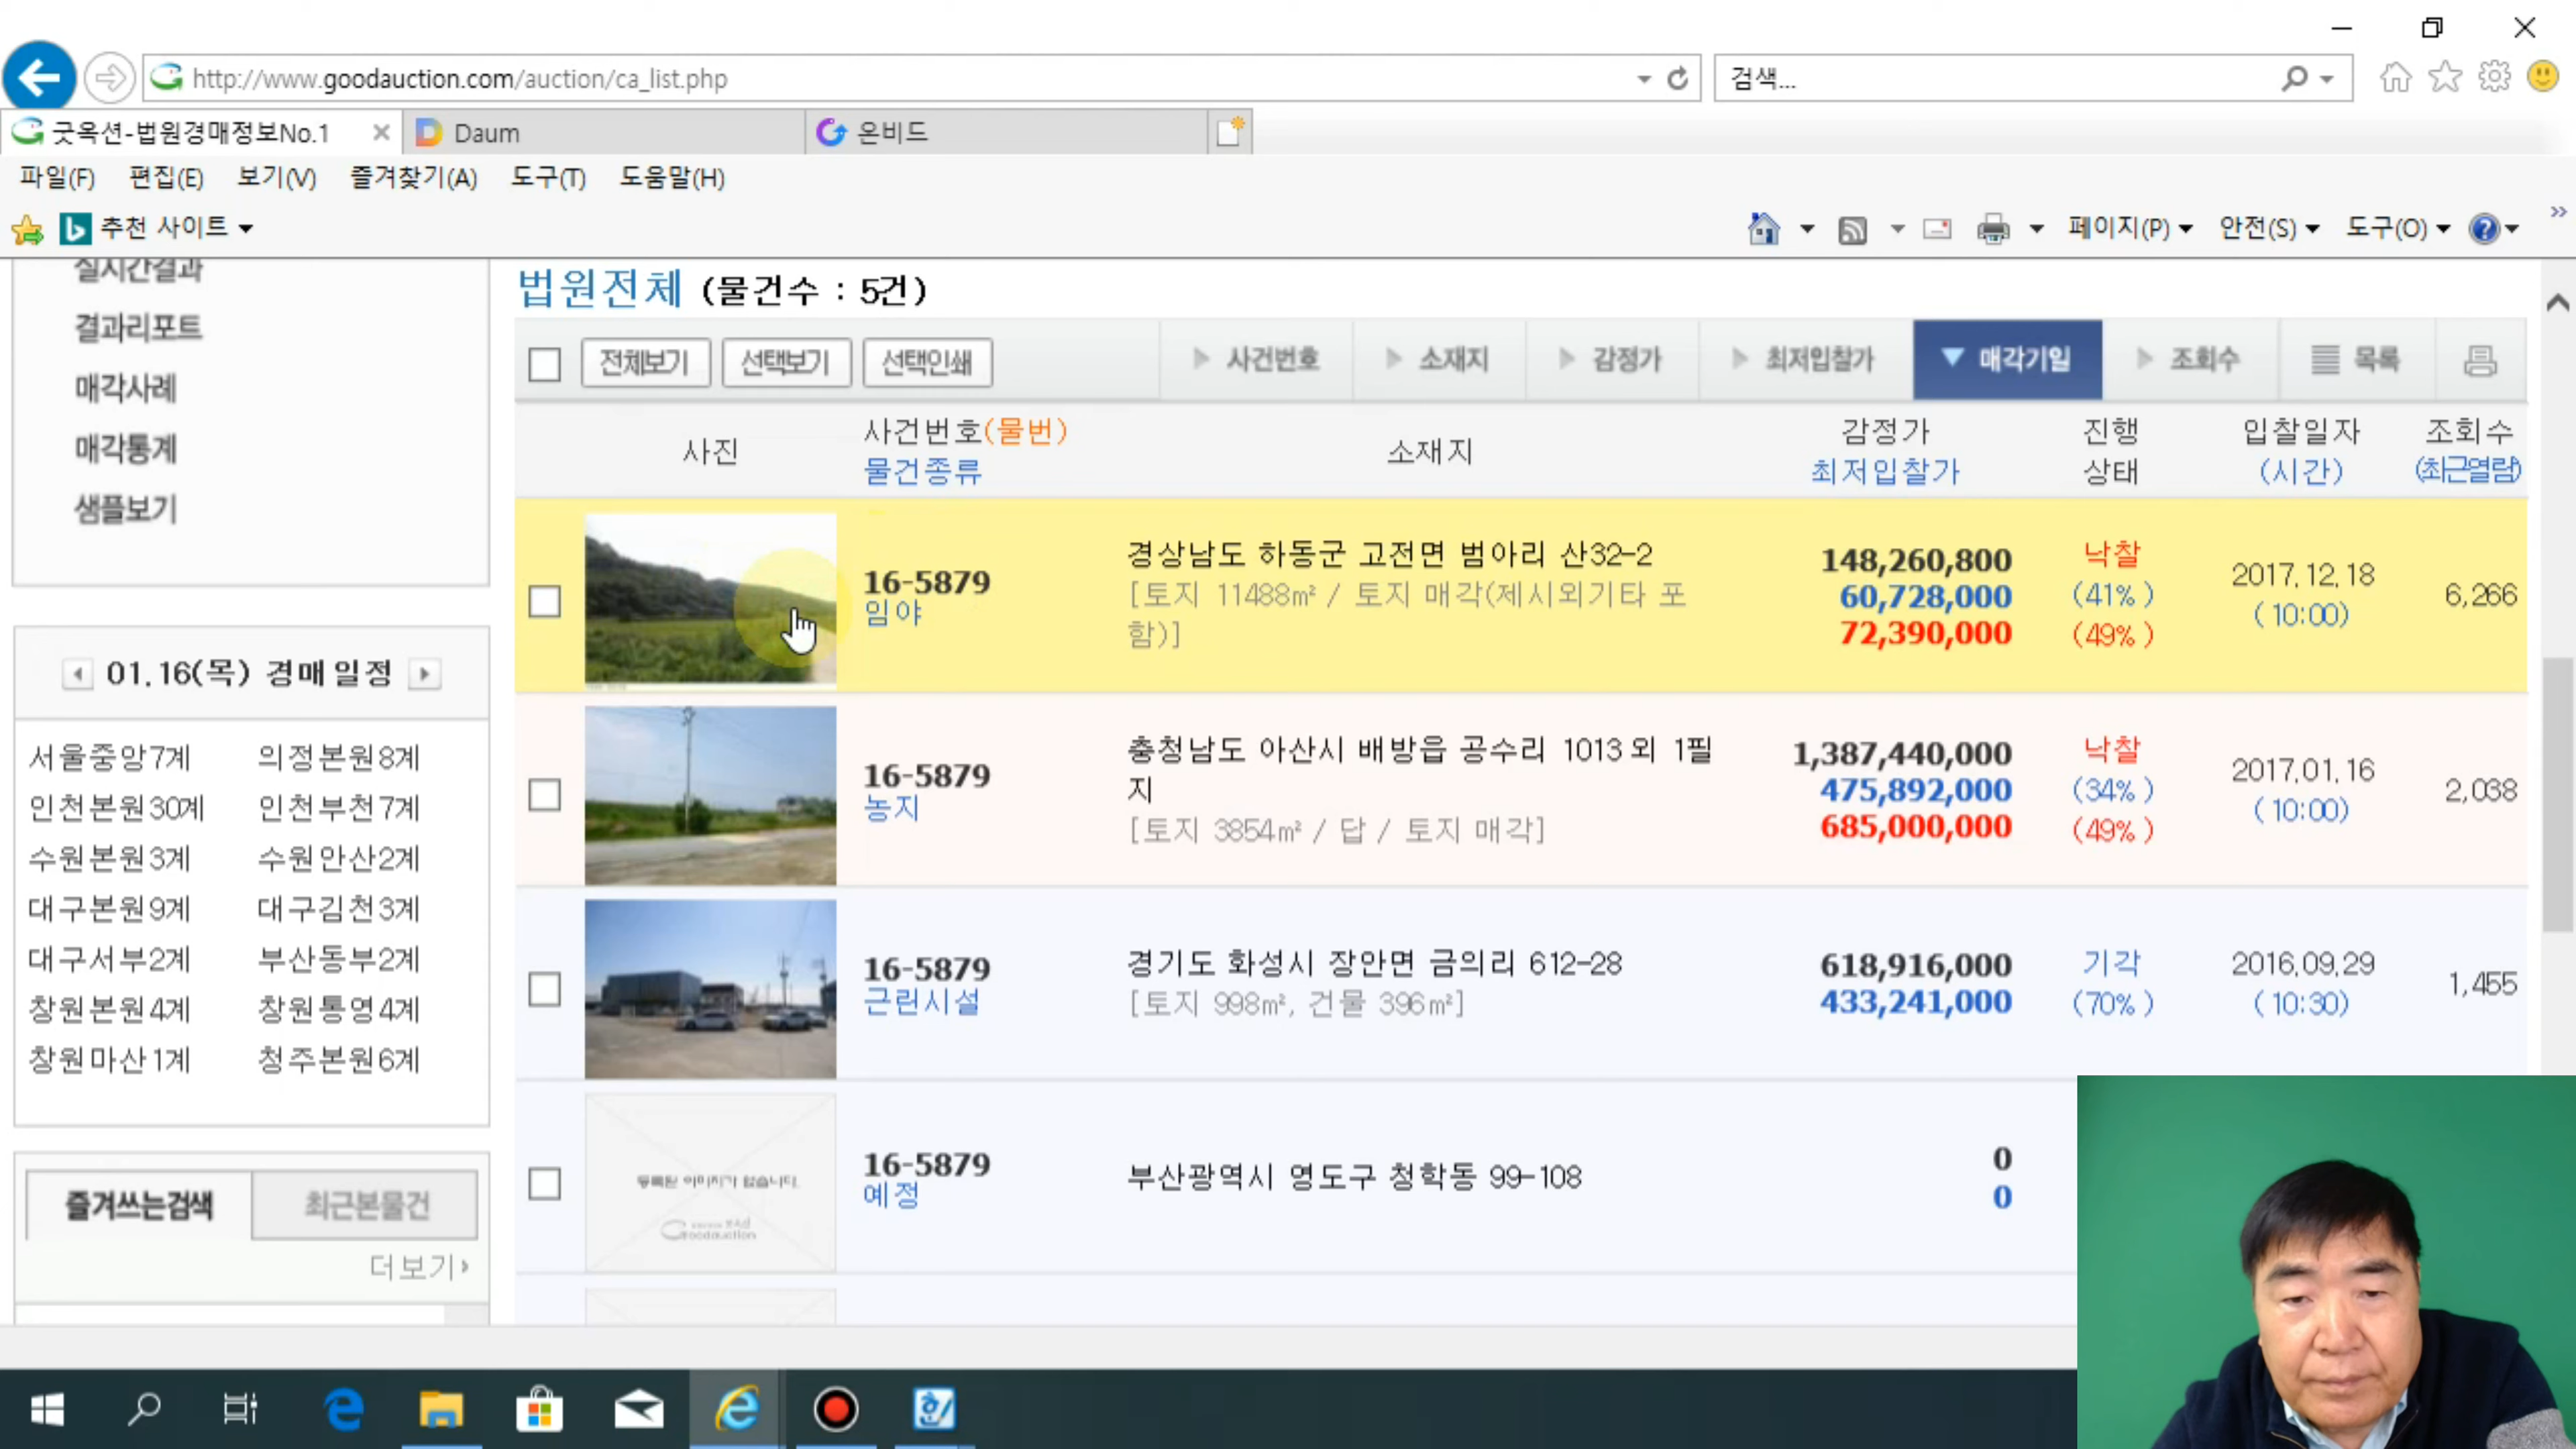 http://www.goodauction.com/auction/ca_list.php
검색...
굿옥션-법원경매정보No.1
Daum
온비드
파일(F) 편집(E) 보기(V) 즐겨찾기(A) 도구(T) 도움말(H)
추천 사이트
페이지(P) 안전(S) 도구(O)
실시간결과
결과리포트
매각사례
매각통계
샘플보기
01.16(목) 경매일정
서울중앙7계 의정본원8계
인천본원30계 인천부천7계
수원본원3계 수원안산2계
대구본원9계 대구김천3계
대구서부2계 부산동부2계
창원본원4계 창원통영4계
창원마산1계 청주본원6계
즐겨쓰는검색 최근본물건
더보기
법원전체 (물건수 : 5건)
전체보기 선택보기 선택인쇄 사건번호 소재지 감정가 최저입찰가 매각기일 조회수 목록
사진 사건번호(물번) 소재지 감정가 진행 입찰일자 조회수
물건종류 최저입찰가 상태 (시간) (최근열람)
16-5879
임야
경상남도 하동군 고전면 범아리 산32-2
[토지 11488㎡ / 토지 매각(제시외기타 포
함)]
148,260,800
60,728,000
72,390,000
낙찰
(41% )
(49% )
2017.12.18
(10:00)
6,266
16-5879
농지
충청남도 아산시 배방읍 공수리 1013 외 1필
지
[토지 3854㎡ / 답 / 토지 매각]
1,387,440,000
475,892,000
685,000,000
낙찰
(34% )
(49% )
2017.01.16
(10:00)
2,038
16-5879
근린시설
경기도 화성시 장안면 금의리 612-28
[토지 998㎡, 건물 396㎡]
618,916,000
433,241,000
기각
(70% )
2016.09.29
(10:30)
1,455
등록된 이미지가 없습니다.
Goodauction
16-5879
예정
부산광역시 영도구 청학동 99-108
0
0